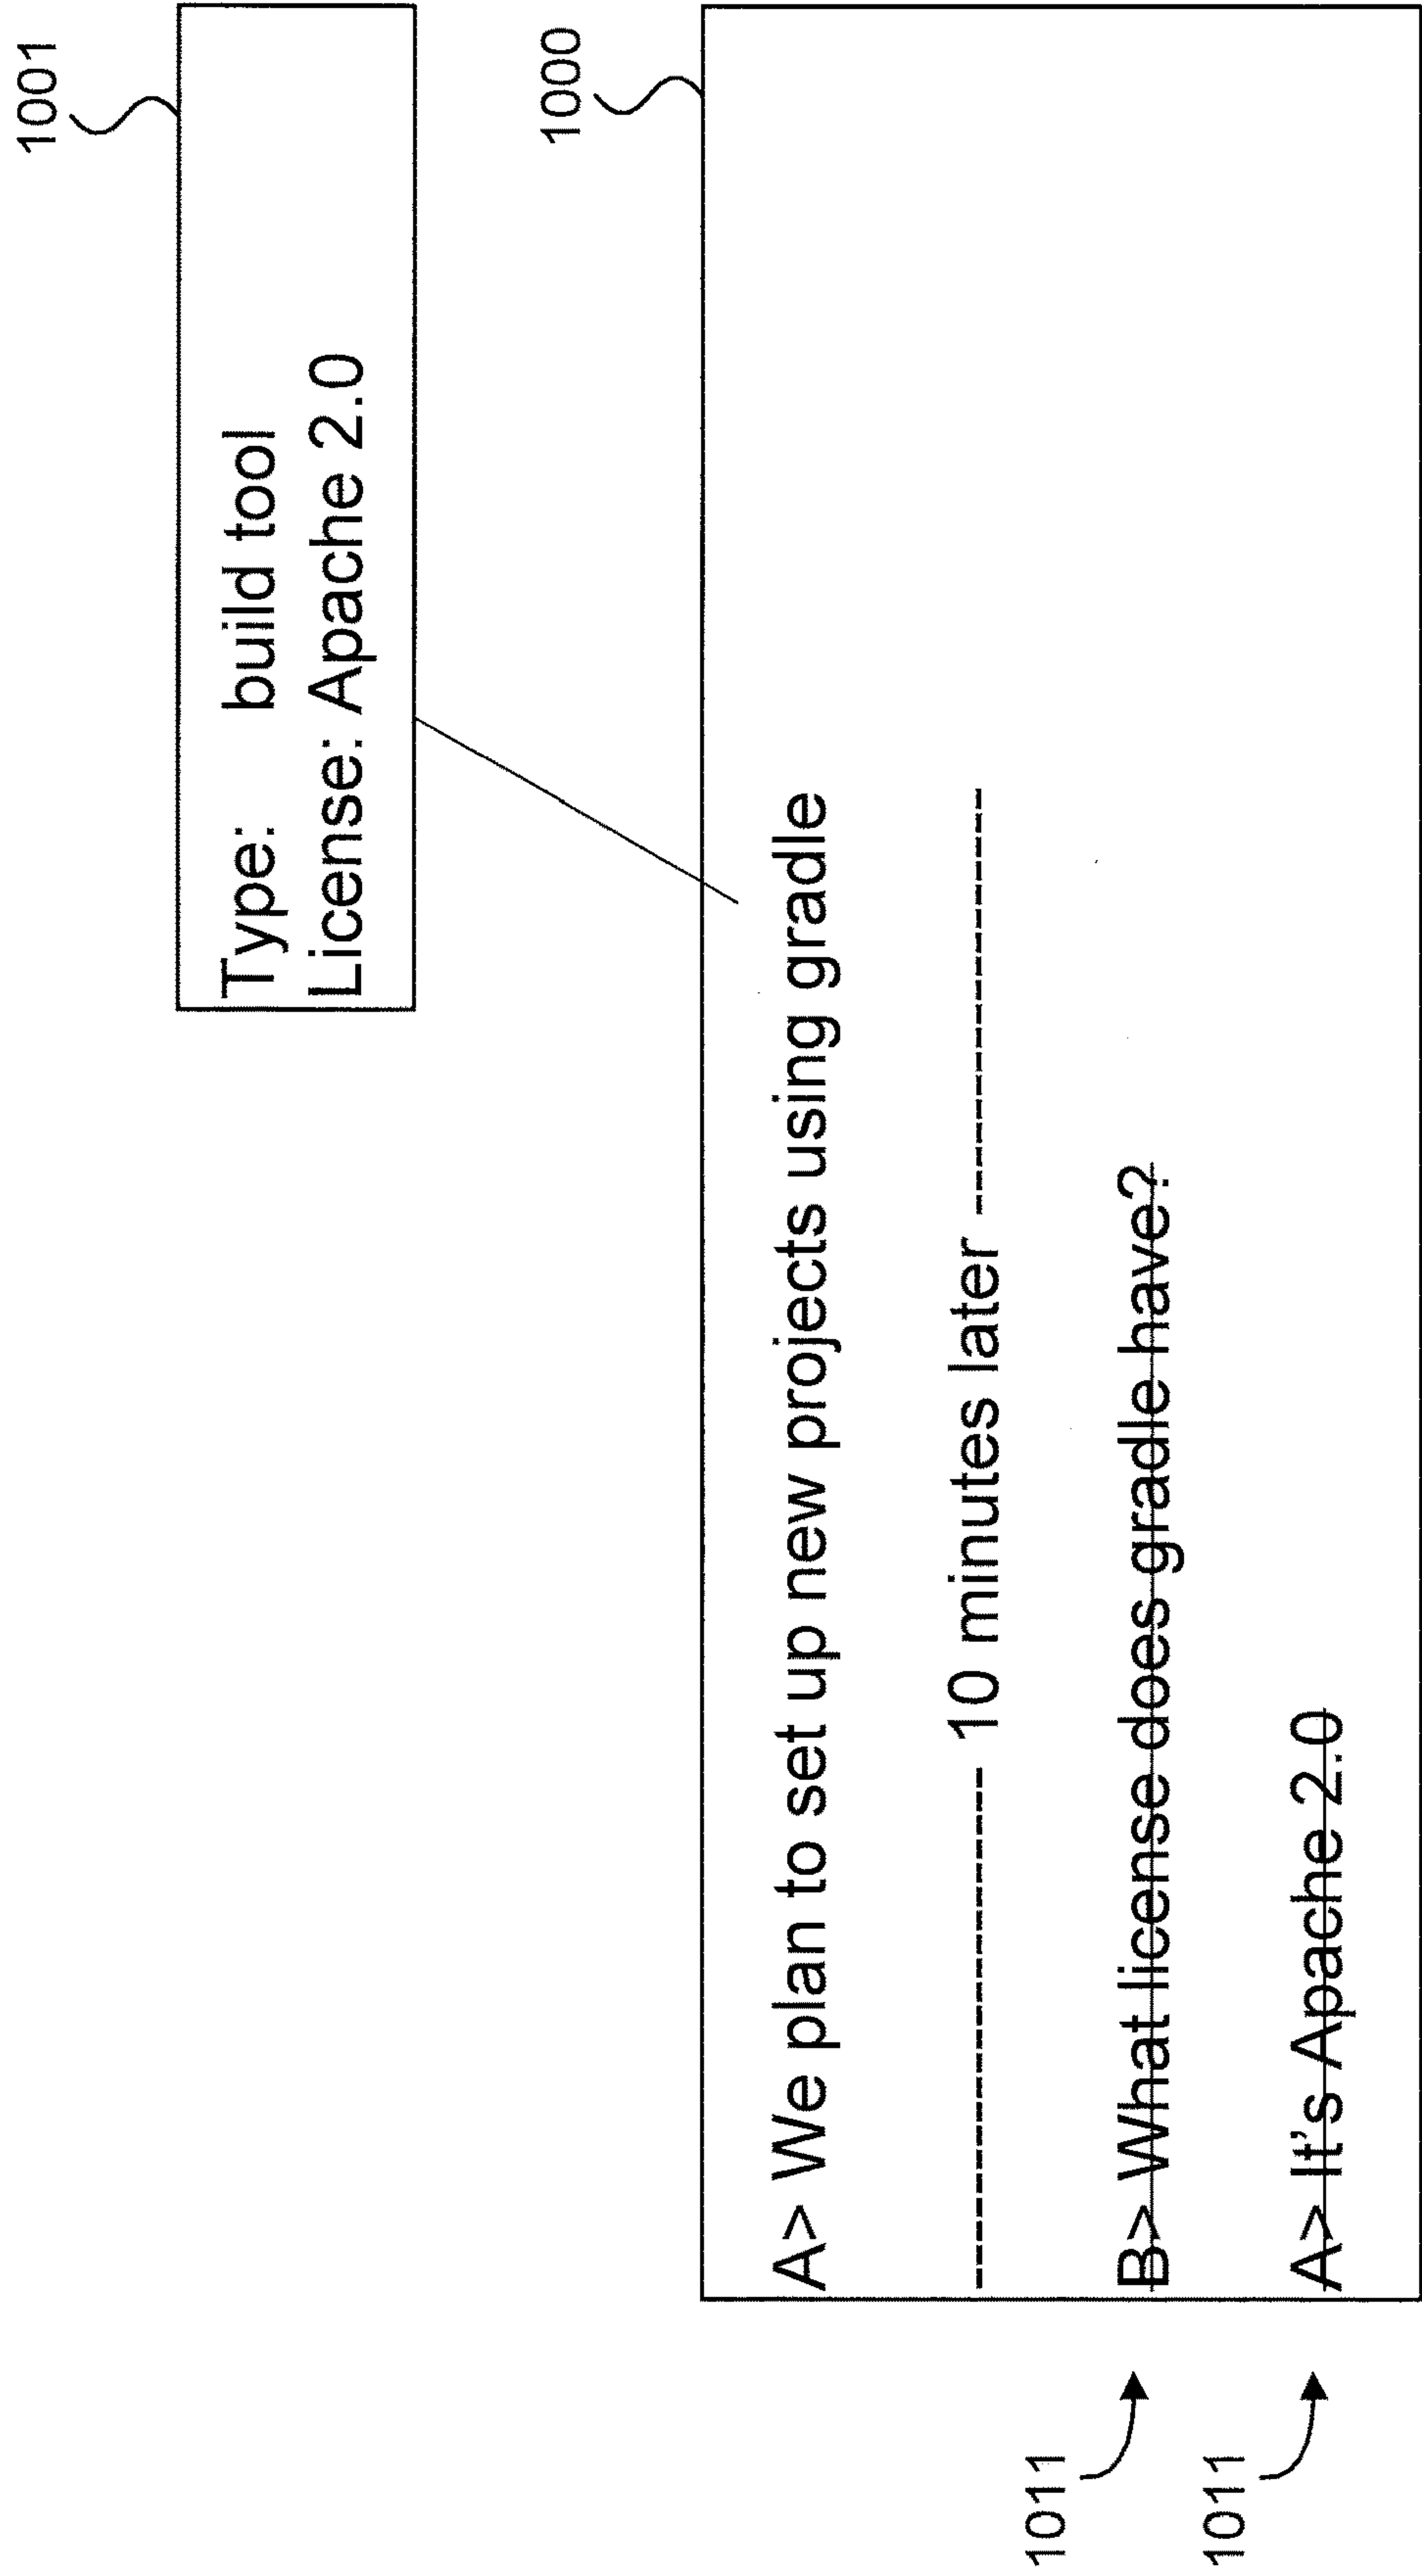 1001
Type: build tool
License: Apache 2.0
1000
A> We plan to set up new projects using gradle
---------------- 10 minutes later -------------
1011
B> What license does gradle have?
1011
A> It's Apache 2.0